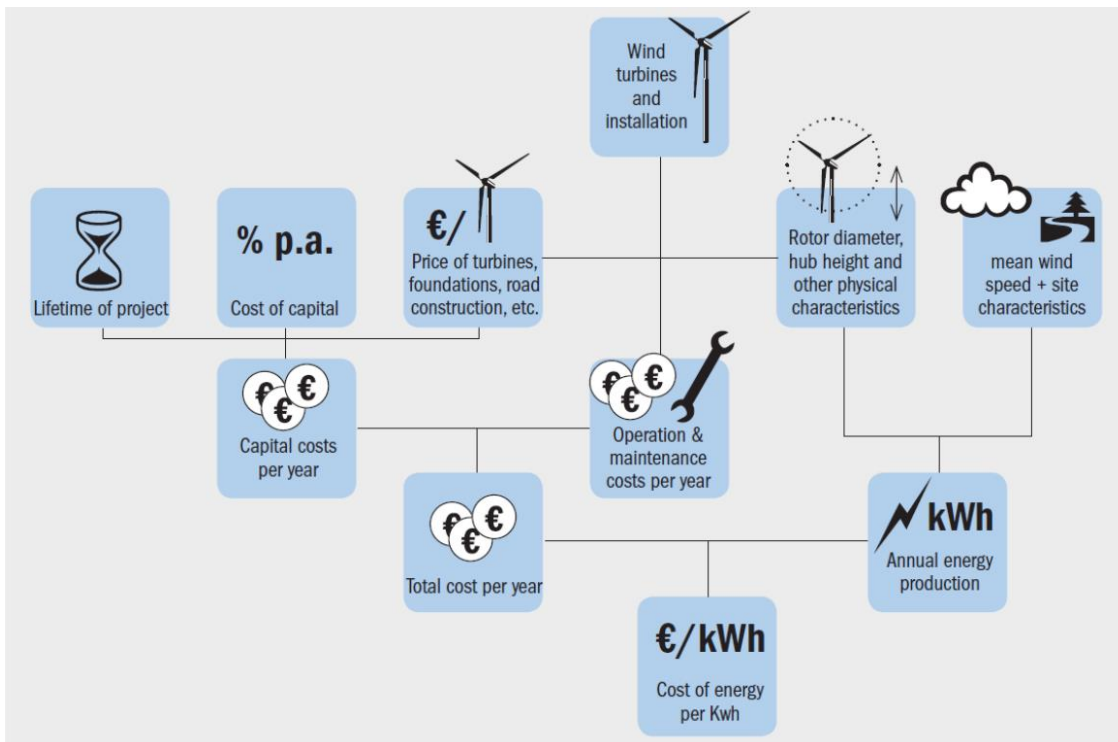 Wind
turbines
and
installation
Lifetime of project
% p.a.
Cost of capital
€/
Price of turbines,
foundations, road
construction, etc.
Rotor diameter,
hub height and
other physical
characteristics
mean wind
speed + site
characteristics
€ € €
Capital costs
per year
€ € €
Operation &
maintenance
costs per year
€ € €
Total cost per year
kWh
Annual energy
production
€/kWh
Cost of energy
per Kwh